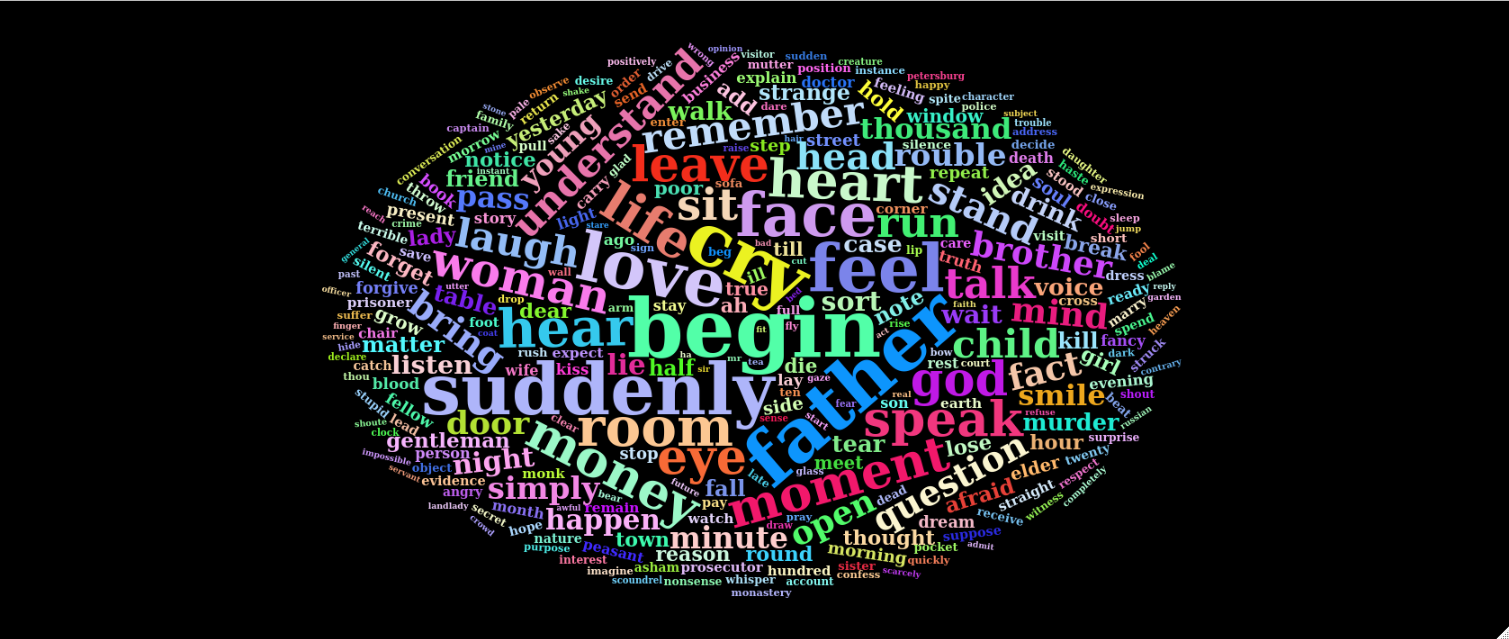 wrong
opinion
visitor
sudden
positively
creature
mutter
position
instance
petersburg
drive
business
explain
doctor
happy
observe
desire
order
feeling
shake
send
add
strange
spite
character
pale
return
understand
dare
hold
police
stone
yesterday
walk
remember
window
subject
family
enter
thousand
trouble
captain
mine
sake
hair
address
pull
young
raise
step
street
silence
decide
conversation
morrow
glad
leave
head
rouble
death
daughter
notice
instant
haste
friend
carry
sofa
heart
repeat
idea
stood
expression
book
poor
soul
close
church
throw
pass
life
sit
face
corner
stand
drink
doubt
sleep
reach
present
story
light
run
jump
crime
stare
terrible
lady
laugh
ago
sign
cry
bad
till
case
lip
care
visit
break
short
fool
general
save
beg
love
truth
brother
deal
silent
forget
woman
wall
ill
cut
feel
talk
voice
dress
blame
past
forgive
utter
true
bed
ready
reply
officer
prisoner
table
drop
arm
stay
ah
full
sort
note
faith
cross
marry
garden
suffer
grow
dear
hear
begin
fly
rise
wait
mind
spend
heaven
finger
foot
coat
fit
act
service
chair
bring
father
child
kill
fancy
hide
matter
rush
expect
ha
mr
tea
bow
dark
struck
declare
catch
listen
wife
kiss
lie
half
sir
die
rest
court
girl
contrary
thou
blood
suddenly
lay
gaze
god
fact
evening
ten
real
smile
shout
stupid
fellow
side
fear
son
earth
beat
shoute
lead
door
clear
room
sense
start
speak
refuse
murder
russian
clock
gentleman
tear
lose
hour
surprise
impossible
person
night
stop
eye
meet
question
twenty
servant
object
monk
money
late
glass
moment
elder
respect
completely
evidence
angry
simply
future
fall
dead
afraid
straight
witness
landlady
bear
pay
secret
month
awful
remain
watch
draw
pray
open
dream
receive
crowd
hope
happen
nature
town
minute
thought
suppose
admit
purpose
peasant
reason
round
morning
pocket
interest
quickly
imagine
asham
prosecutor
hundred
sister
scoundrel
nonsense
whisper
account
confess
scarcely
monastery